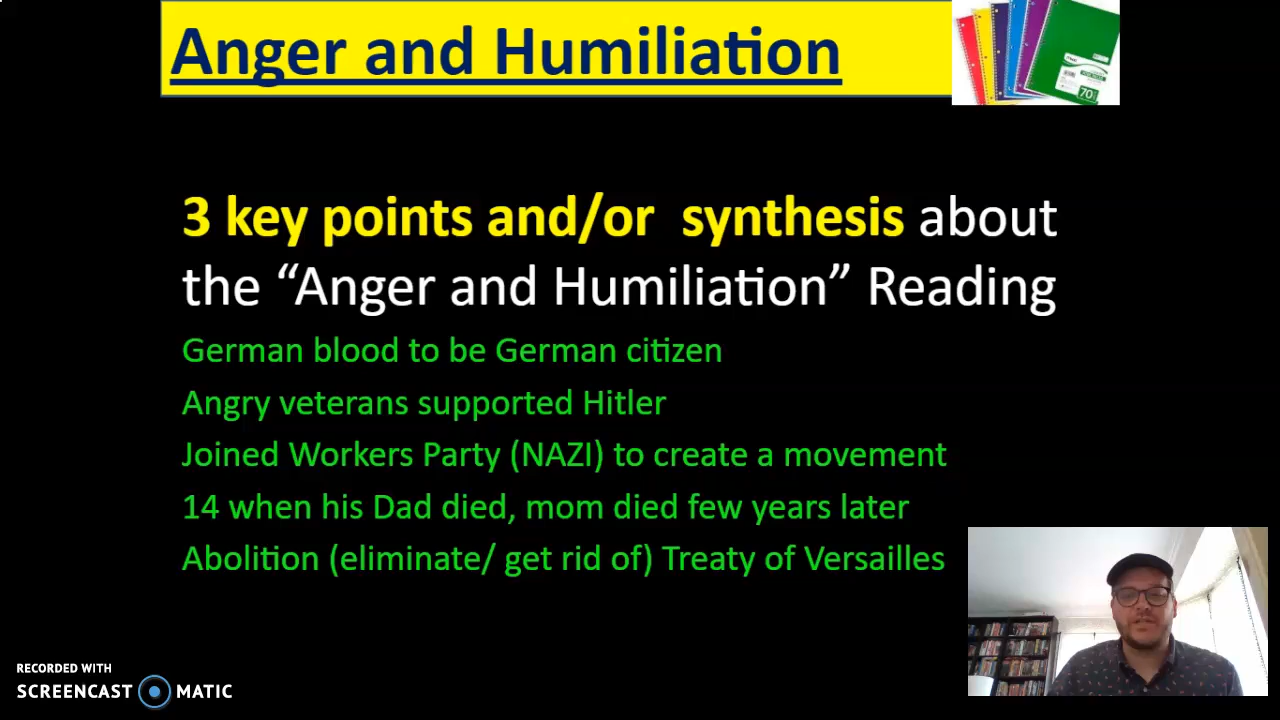 Anger and Humiliation
70
3 key points and/or synthesis about
the “Anger and Humiliation” Reading
German blood to be German citizen
Angry veterans supported Hitler
Joined Workers Party (NAZI) to create a movement
14 when his Dad died, mom died few years later
Abolition (eliminate/ get rid of) Treaty of Versailles
RECORDED WITH
SCREENCAST MATIC